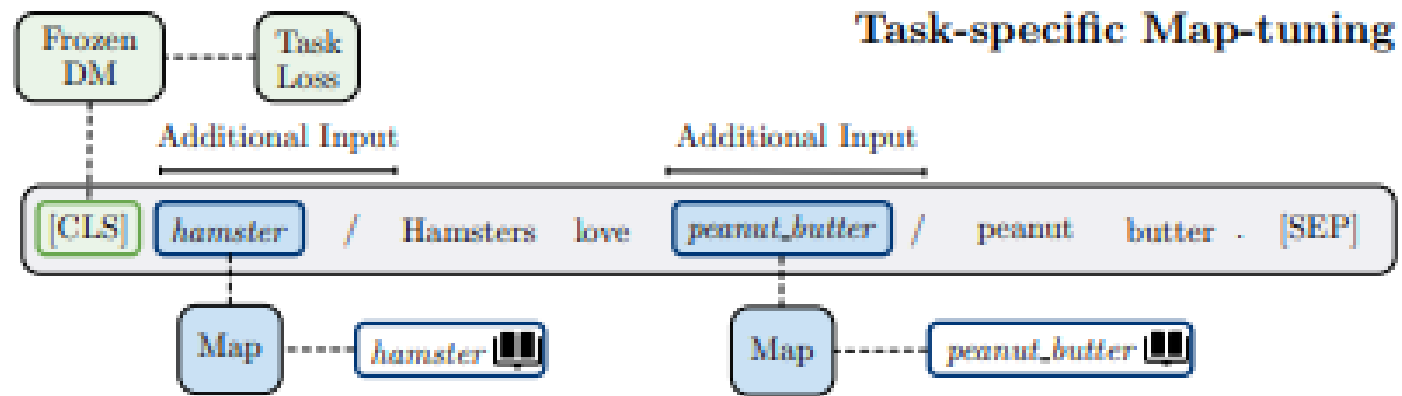 Task-specific Map-tuning
Frozen
DM
Task
Loss
Additional Input
Additional Input
[CLS] hamster / Hamsters love peanut_butter / peanut butter . [SEP]
Map
hamster
Map
peanut_butter